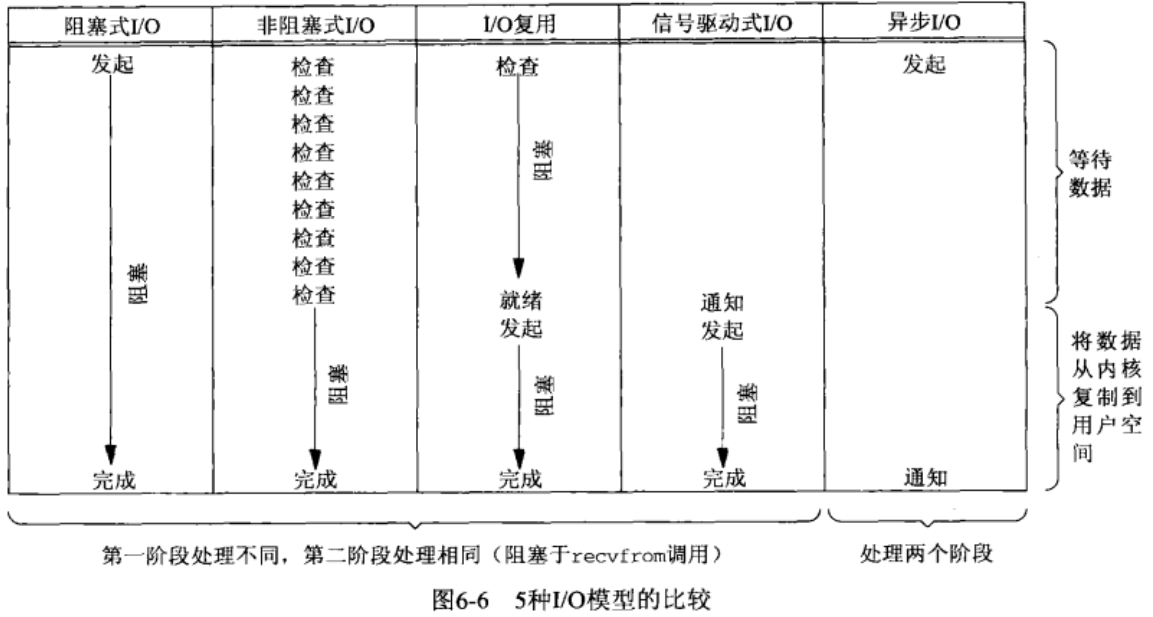 阻塞式I/O 非阻塞式I/O I/O复用 信号驱动式I/O 异步I/O
发起 检查 检查 发起
检查
检查
检查
检查
检查
检查
检查
检查
阻塞
阻塞
等待
数据
就绪 通知
发起 发起
阻塞
阻塞
阻塞
将数据
从内核
复制到
用户空
间
完成 完成 完成 完成 通知
第一阶段处理不同，第二阶段处理相同（阻塞于recvfrom调用） 处理两个阶段
图6-6 5种I/O模型的比较